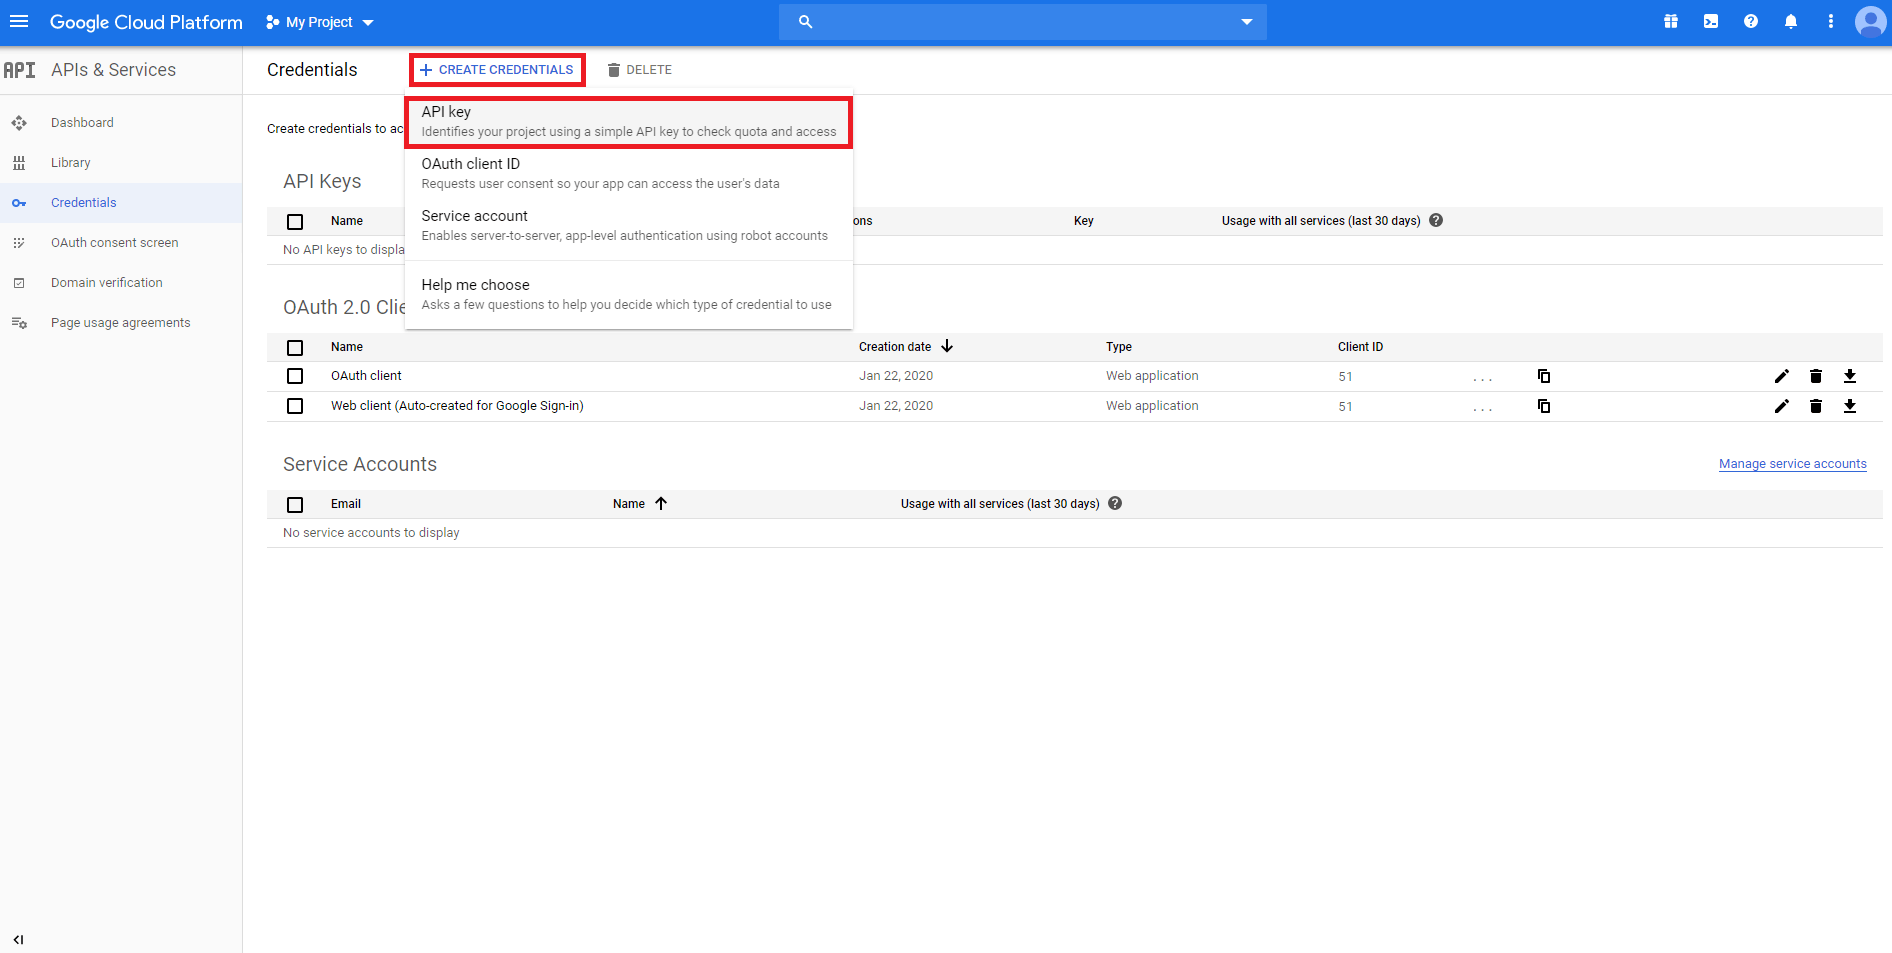 Google Cloud Platform My Project
API APIs & Services
Credentials CREATE CREDENTIALS DELETE
Dashboard
Library
Credentials
OAuth consent screen
Domain verification
Page usage agreements
Create credentials to ac
API key
Identifies your project using a simple API key to check quota and access
OAuth client ID
Requests user consent so your app can access the user's data
Service account
Enables server-to-server, app-level authentication using robot accounts
Help me choose
Asks a few questions to help you decide which type of credential to use
API Keys
Name ons Key Usage with all services (last 30 days)
No API keys to displa
OAuth 2.0 Clie
Name Creation date Type Client ID
OAuth client Jan 22, 2020 Web application 51 ...
Web client (Auto-created for Google Sign-in) Jan 22, 2020 Web application 51 ...
Service Accounts Manage service accounts
Email Name Usage with all services (last 30 days)
No service accounts to display